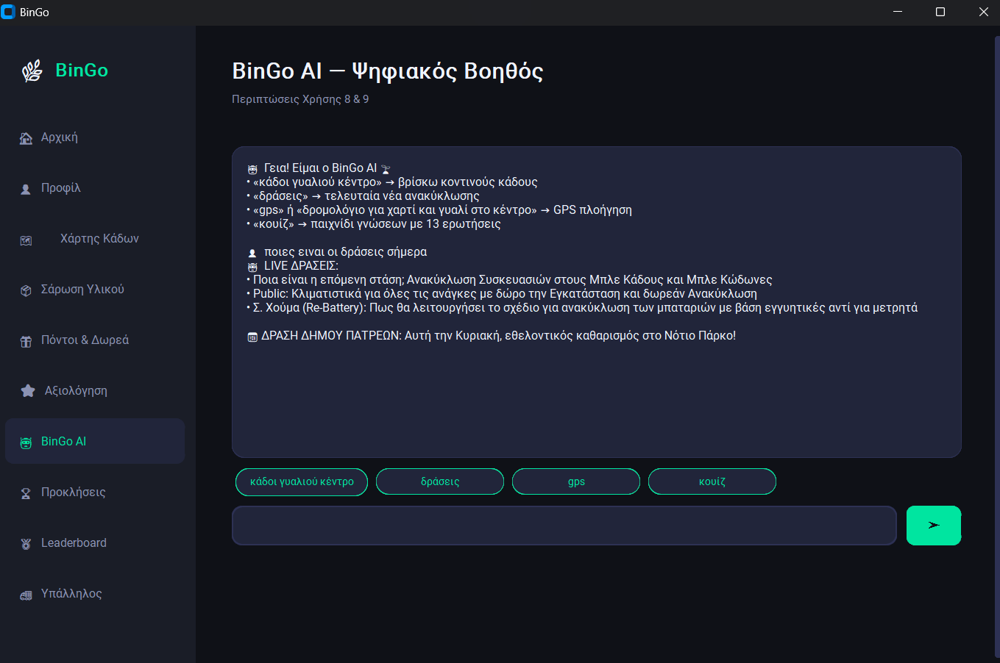 BinGo
BinGo
Αρχική
Προφίλ
Χάρτης Κάδων
Σάρωση Υλικού
Πόντοι & Δωρεά
Αξιολόγηση
BinGo AI
Προκλήσεις
Leaderboard
Υπάλληλος
BinGo AI — Ψηφιακός Βοηθός
Περιπτώσεις Χρήσης 8 & 9
Γεια! Είμαι ο BinGo AI
• «κάδοι γυαλιού κέντρο» → βρίσκω κοντινούς κάδους
• «δράσεις» → τελευταία νέα ανακύκλωσης
• «gps» ή «δρομολόγιο για χαρτί και γυαλί στο κέντρο» → GPS πλοήγηση
• «κουίζ» → παιχνίδι γνώσεων με 13 ερωτήσεις
ποιες ειναι οι δράσεις σήμερα
LIVE ΔΡΑΣΕΙΣ:
• Ποια είναι η επόμενη στάση; Ανακύκλωση Συσκευασιών στους Μπλε Κάδους και Μπλε Κώδωνες
• Public: Κλιματιστικά για όλες τις ανάγκες με δώρο την Εγκατάσταση και δωρεάν Ανακύκλωση
• Σ. Χούμα (Re-Battery): Πως θα λειτουργήσει το σχέδιο για ανακύκλωση των μπαταριών με βάση εγγυητικές αντί για μετρητά
ΔΡΑΣΗ ΔΗΜΟΥ ΠΑΤΡΕΩΝ: Αυτή την Κυριακή, εθελοντικός καθαρισμός στο Νότιο Πάρκο!
κάδοι γυαλιού κέντρο
δράσεις
gps
κουίζ